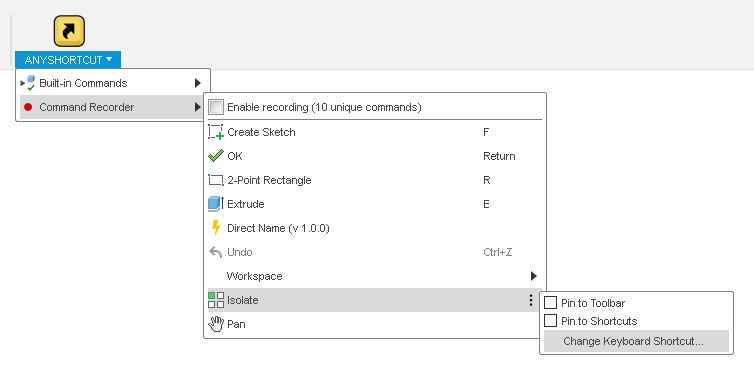 ANYSHORTCUT
Built-in Commands
Command Recorder
Enable recording (10 unique commands)
Create Sketch F
OK Return
2-Point Rectangle R
Extrude E
Direct Name (v 1.0.0)
Undo Ctrl+Z
Workspace
Isolate
Pan
Pin to Toolbar
Pin to Shortcuts
Change Keyboard Shortcut...